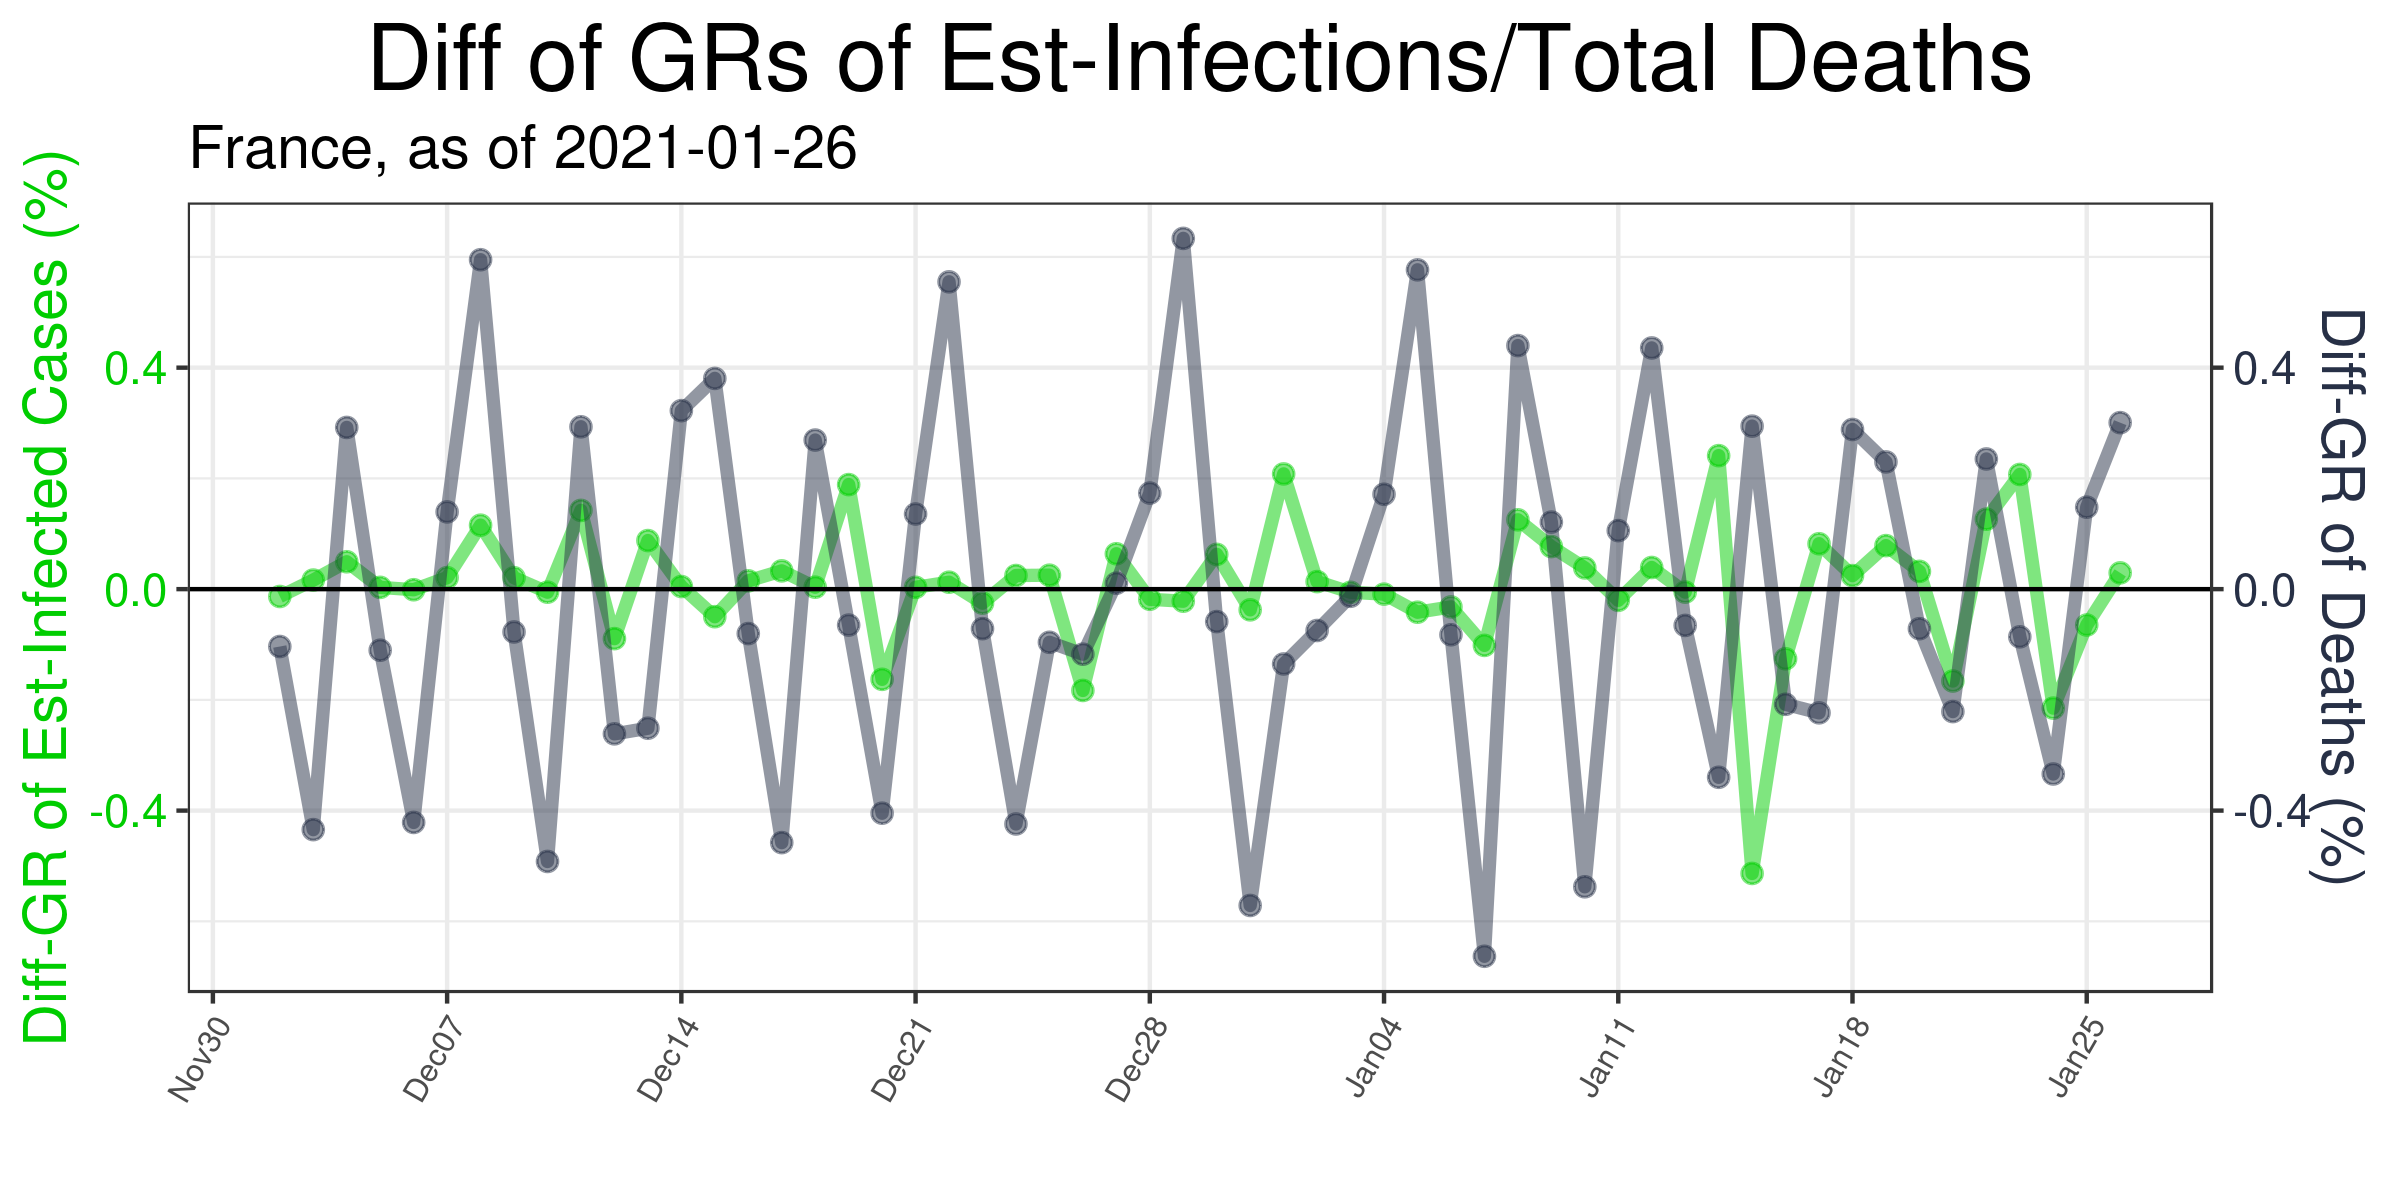 Diff of GRs of Est-Infections/Total Deaths
France, as of 2021-01-26
Diff-GR of Est-Infected Cases (%)
0.4
0.0
-0.4
0.4
0.0
-0.4
Diff-GR of Deaths (%)
Nov30
Dec07
Dec14
Dec21
Dec28
Jan04
Jan11
Jan18
Jan25